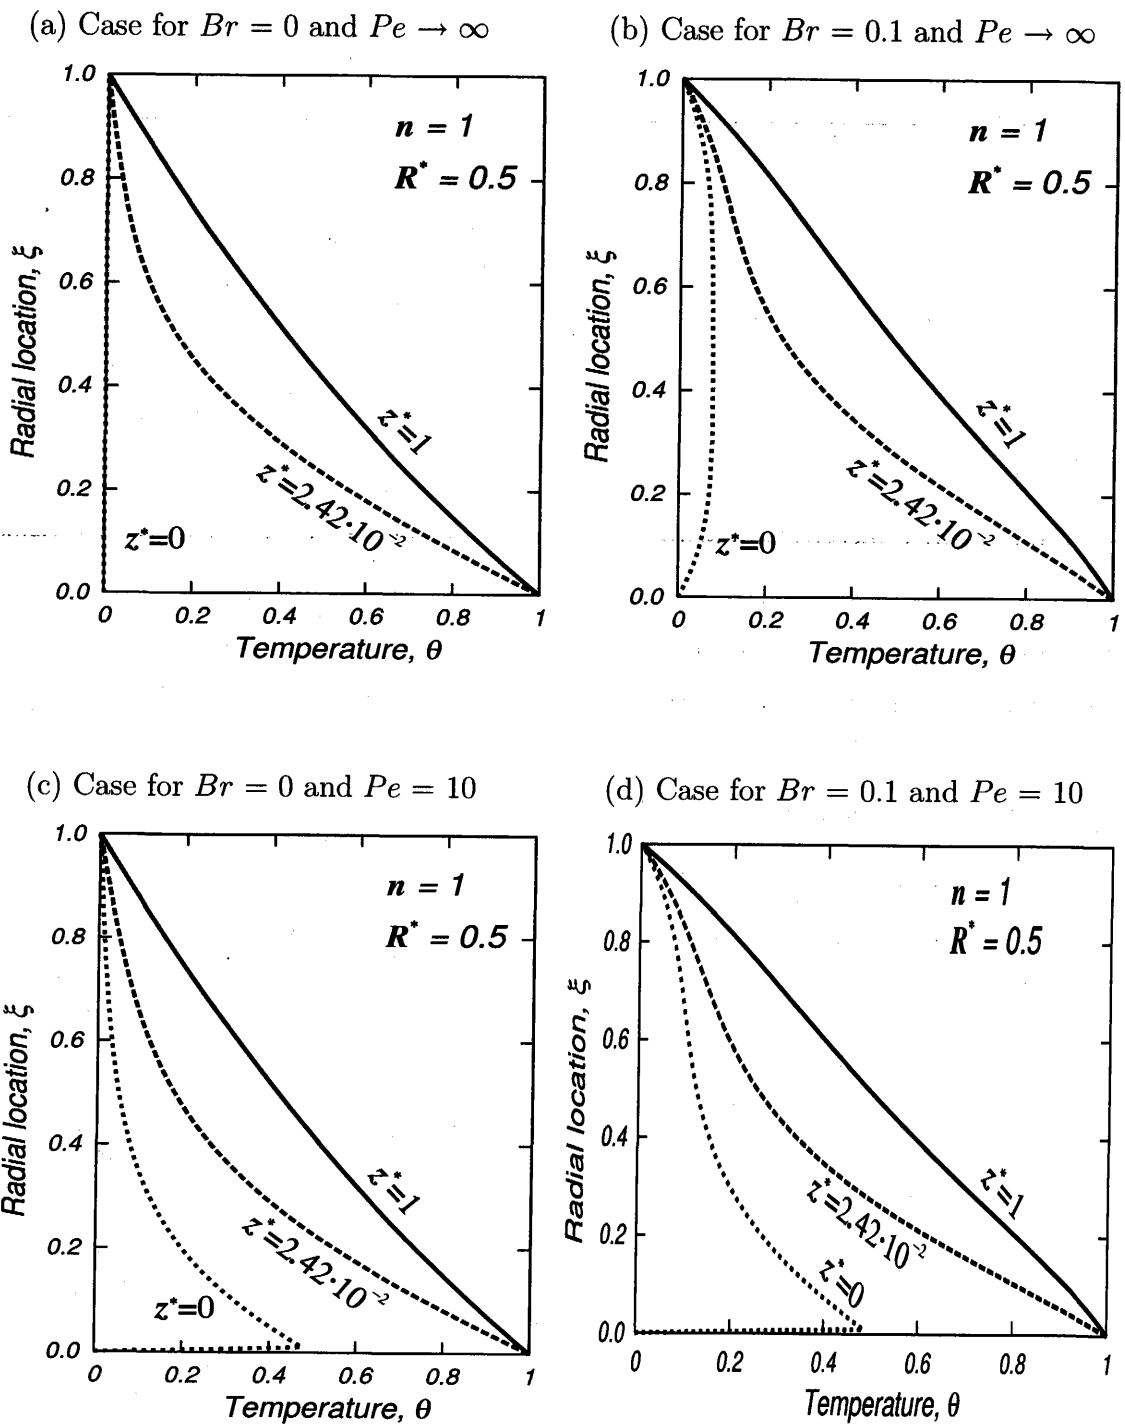 (a) Case for Br = 0 and Pe → ∞
1.0
0.8
0.6
0.4
0.2
0.0
Radial location, ξ
n = 1
R* = 0.5
z*=1
z*=2.42·10⁻²
z*=0
0
0.2
0.4
0.6
0.8
1
Temperature, θ
(b) Case for Br = 0.1 and Pe → ∞
1.0
0.8
0.6
0.4
0.2
0.0
Radial location, ξ
n = 1
R* = 0.5
z*=1
z*=2.42·10⁻²
z*=0
0
0.2
0.4
0.6
0.8
1
Temperature, θ
(c) Case for Br = 0 and Pe = 10
1.0
0.8
0.6
0.4
0.2
0.0
Radial location, ξ
n = 1
R* = 0.5
z*=1
z*=2.42·10⁻²
z*=0
0
0.2
0.4
0.6
0.8
1
Temperature, θ
(d) Case for Br = 0.1 and Pe = 10
1.0
0.8
0.6
0.4
0.2
0.0
Radial location, ξ
n = 1
R* = 0.5
z*=1
z*=2.42·10⁻²
z*=0
0
0.2
0.4
0.6
0.8
1
Temperature, θ